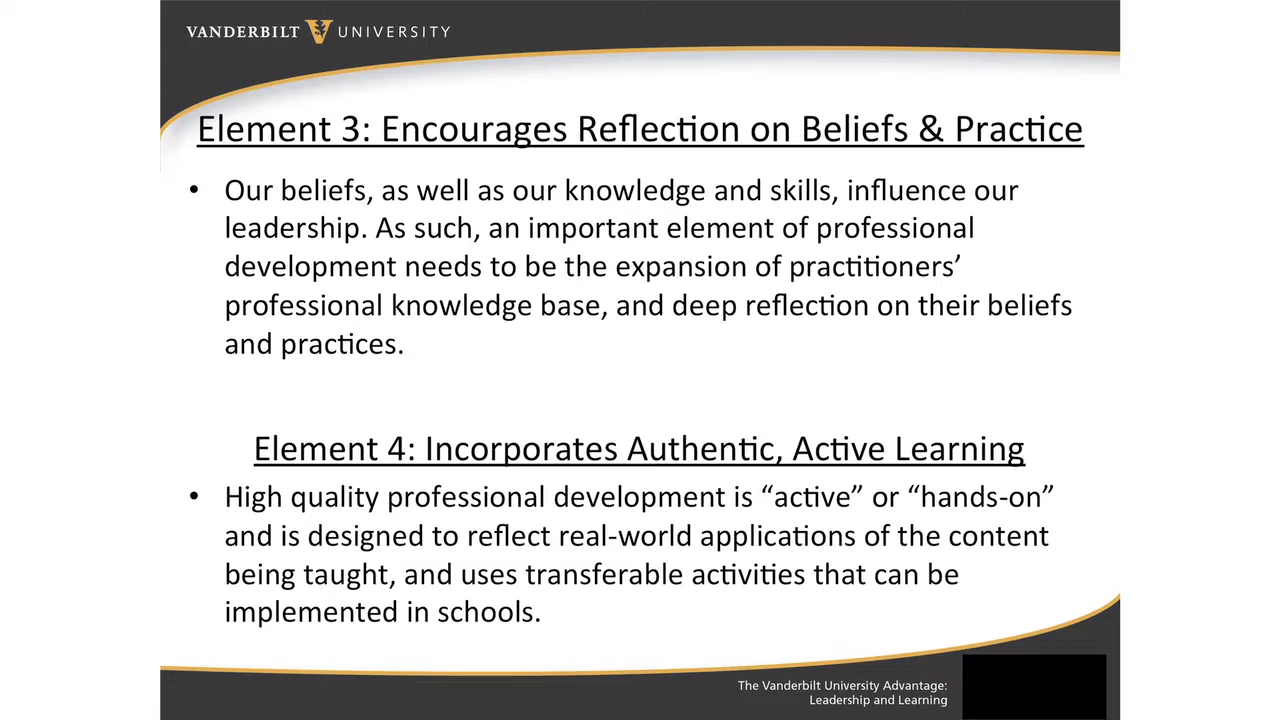 VANDERBILT UNIVERSITY
Element 3: Encourages Reflection on Beliefs & Practice
• Our beliefs, as well as our knowledge and skills, influence our
leadership. As such, an important element of professional
development needs to be the expansion of practitioners’
professional knowledge base, and deep reflection on their beliefs
and practices.
Element 4: Incorporates Authentic, Active Learning
• High quality professional development is “active” or “hands-on”
and is designed to reflect real-world applications of the content
being taught, and uses transferable activities that can be
implemented in schools.
The Vanderbilt University Advantage:
Leadership and Learning